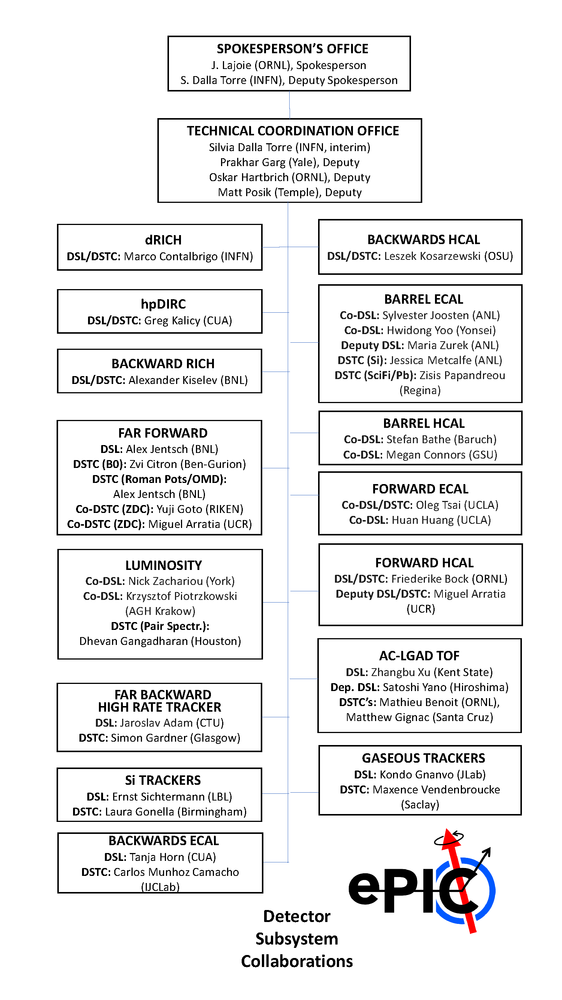 SPOKESPERSON’S OFFICE
J. Lajoie (ORNL), Spokesperson
S. Dalla Torre (INFN), Deputy Spokesperson
TECHNICAL COORDINATION OFFICE
Silvia Dalla Torre (INFN, interim)
Prakhar Garg (Yale), Deputy
Oskar Hartbrich (ORNL), Deputy
Matt Posik (Temple), Deputy
dRICH
DSL/DSTC: Marco Contalbrigo (INFN)
hpDIRC
DSL/DSTC: Greg Kalicy (CUA)
BACKWARD RICH
DSL/DSTC: Alexander Kiselev (BNL)
FAR FORWARD
DSL: Alex Jentsch (BNL)
DSTC (B0): Zvi Citron (Ben-Gurion)
DSTC (Roman Pots/OMD):
Alex Jentsch (BNL)
Co-DSTC (ZDC): Yuji Goto (RIKEN)
Co-DSTC (ZDC): Miguel Arratia (UCR)
LUMINOSITY
Co-DSL: Nick Zachariou (York)
Co-DSL: Krzysztof Piotrzkowski
(AGH Krakow)
DSTC (Pair Spectr.):
Dhevan Gangadharan (Houston)
FAR BACKWARD
HIGH RATE TRACKER
DSL: Jaroslav Adam (CTU)
DSTC: Simon Gardner (Glasgow)
Si TRACKERS
DSL: Ernst Sichtermann (LBL)
DSTC: Laura Gonella (Birmingham)
BACKWARDS ECAL
DSL: Tanja Horn (CUA)
DSTC: Carlos Munhoz Camacho
(IJCLab)
BACKWARDS HCAL
DSL/DSTC: Leszek Kosarzewski (OSU)
BARREL ECAL
Co-DSL: Sylvester Joosten (ANL)
Co-DSL: Hwidong Yoo (Yonsei)
Deputy DSL: Maria Zurek (ANL)
DSTC (Si): Jessica Metcalfe (ANL)
DSTC (SciFi/Pb): Zisis Papandreou
(Regina)
BARREL HCAL
Co-DSL: Stefan Bathe (Baruch)
Co-DSL: Megan Connors (GSU)
FORWARD ECAL
Co-DSL/DSTC: Oleg Tsai (UCLA)
Co-DSL: Huan Huang (UCLA)
FORWARD HCAL
DSL/DSTC: Friederike Bock (ORNL)
Deputy DSL/DSTC: Miguel Arratia
(UCR)
AC-LGAD TOF
DSL: Zhangbu Xu (Kent State)
Dep. DSL: Satoshi Yano (Hiroshima)
DSTC’s: Mathieu Benoit (ORNL),
Matthew Gignac (Santa Cruz)
GASEOUS TRACKERS
DSL: Kondo Gnanvo (JLab)
DSTC: Maxence Vendenbroucke
(Saclay)
ePIC
Detector
Subsystem
Collaborations